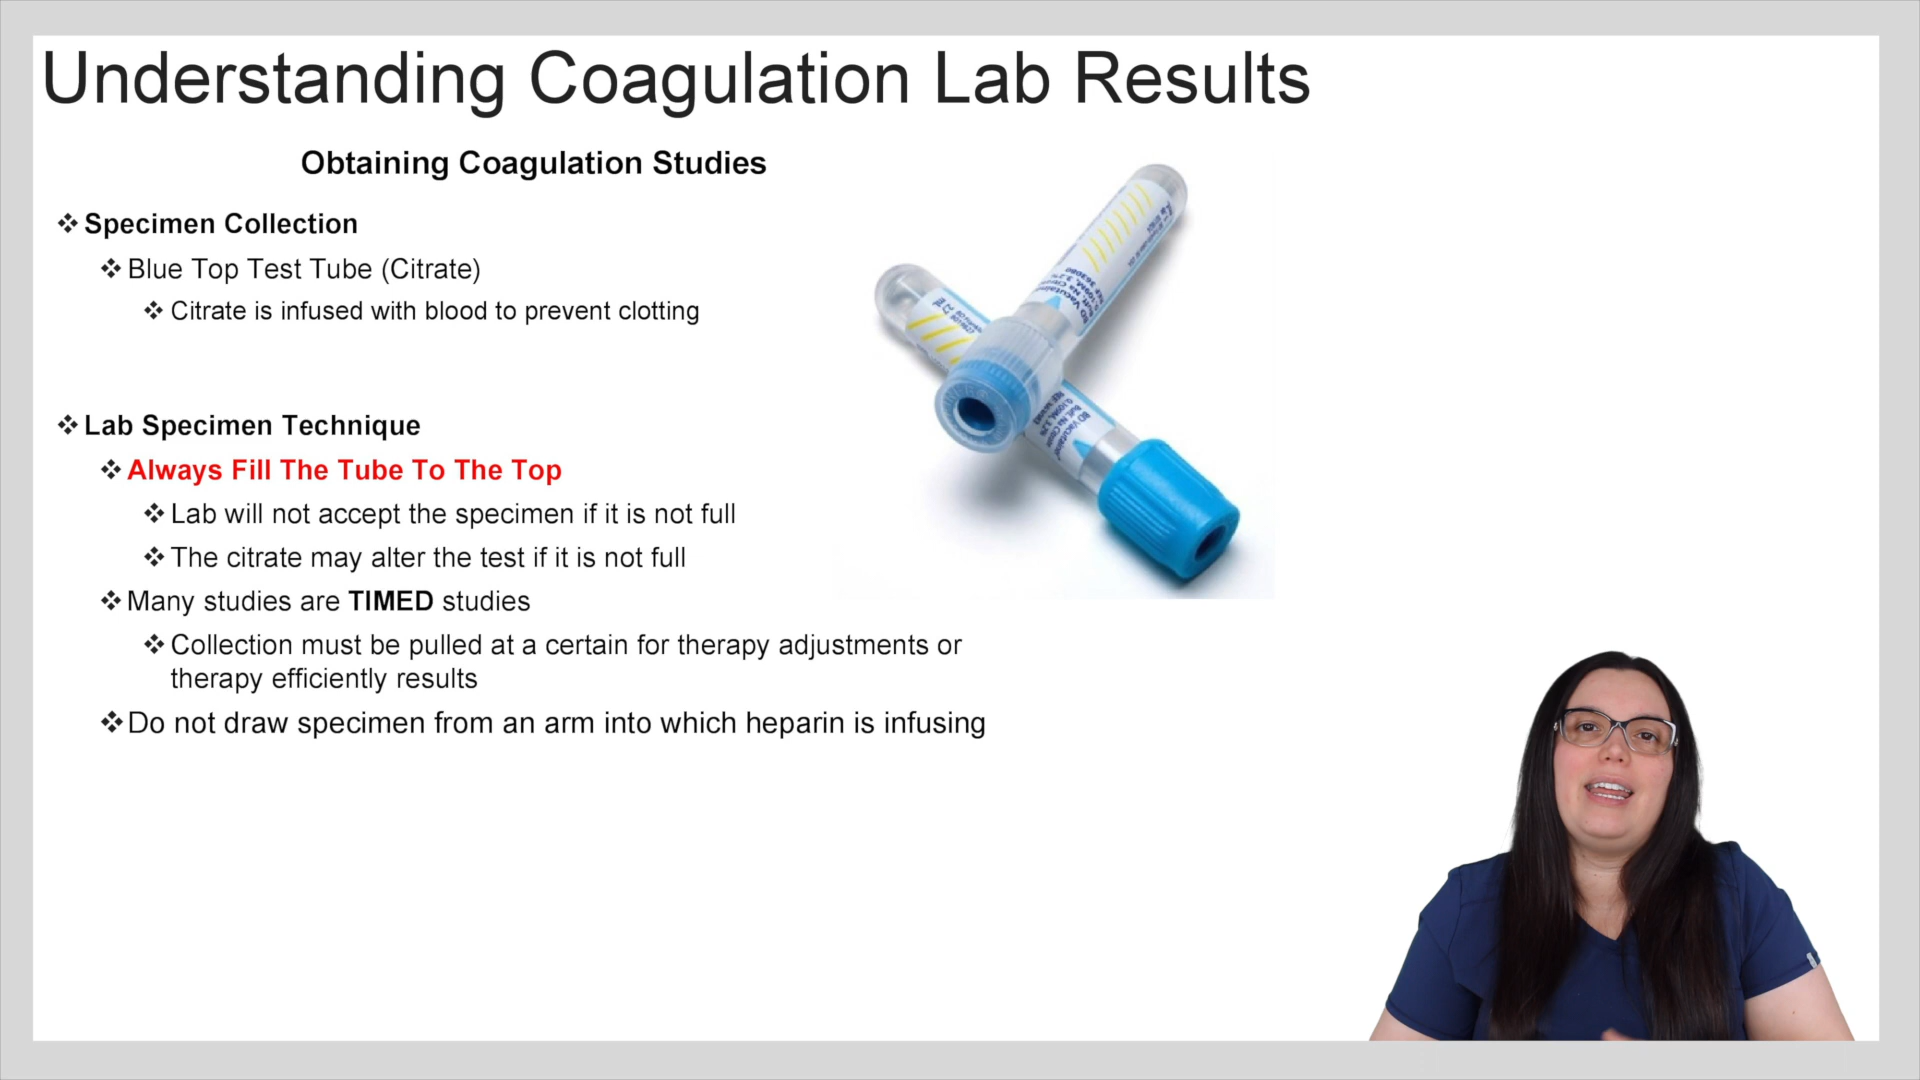 Understanding Coagulation Lab Results
Obtaining Coagulation Studies
Specimen Collection
Blue Top Test Tube (Citrate)
Citrate is infused with blood to prevent clotting
Lab Specimen Technique
Always Fill The Tube To The Top
Lab will not accept the specimen if it is not full
The citrate may alter the test if it is not full
Many studies are TIMED studies
Collection must be pulled at a certain for therapy adjustments or
therapy efficiently results
Do not draw specimen from an arm into which heparin is infusing